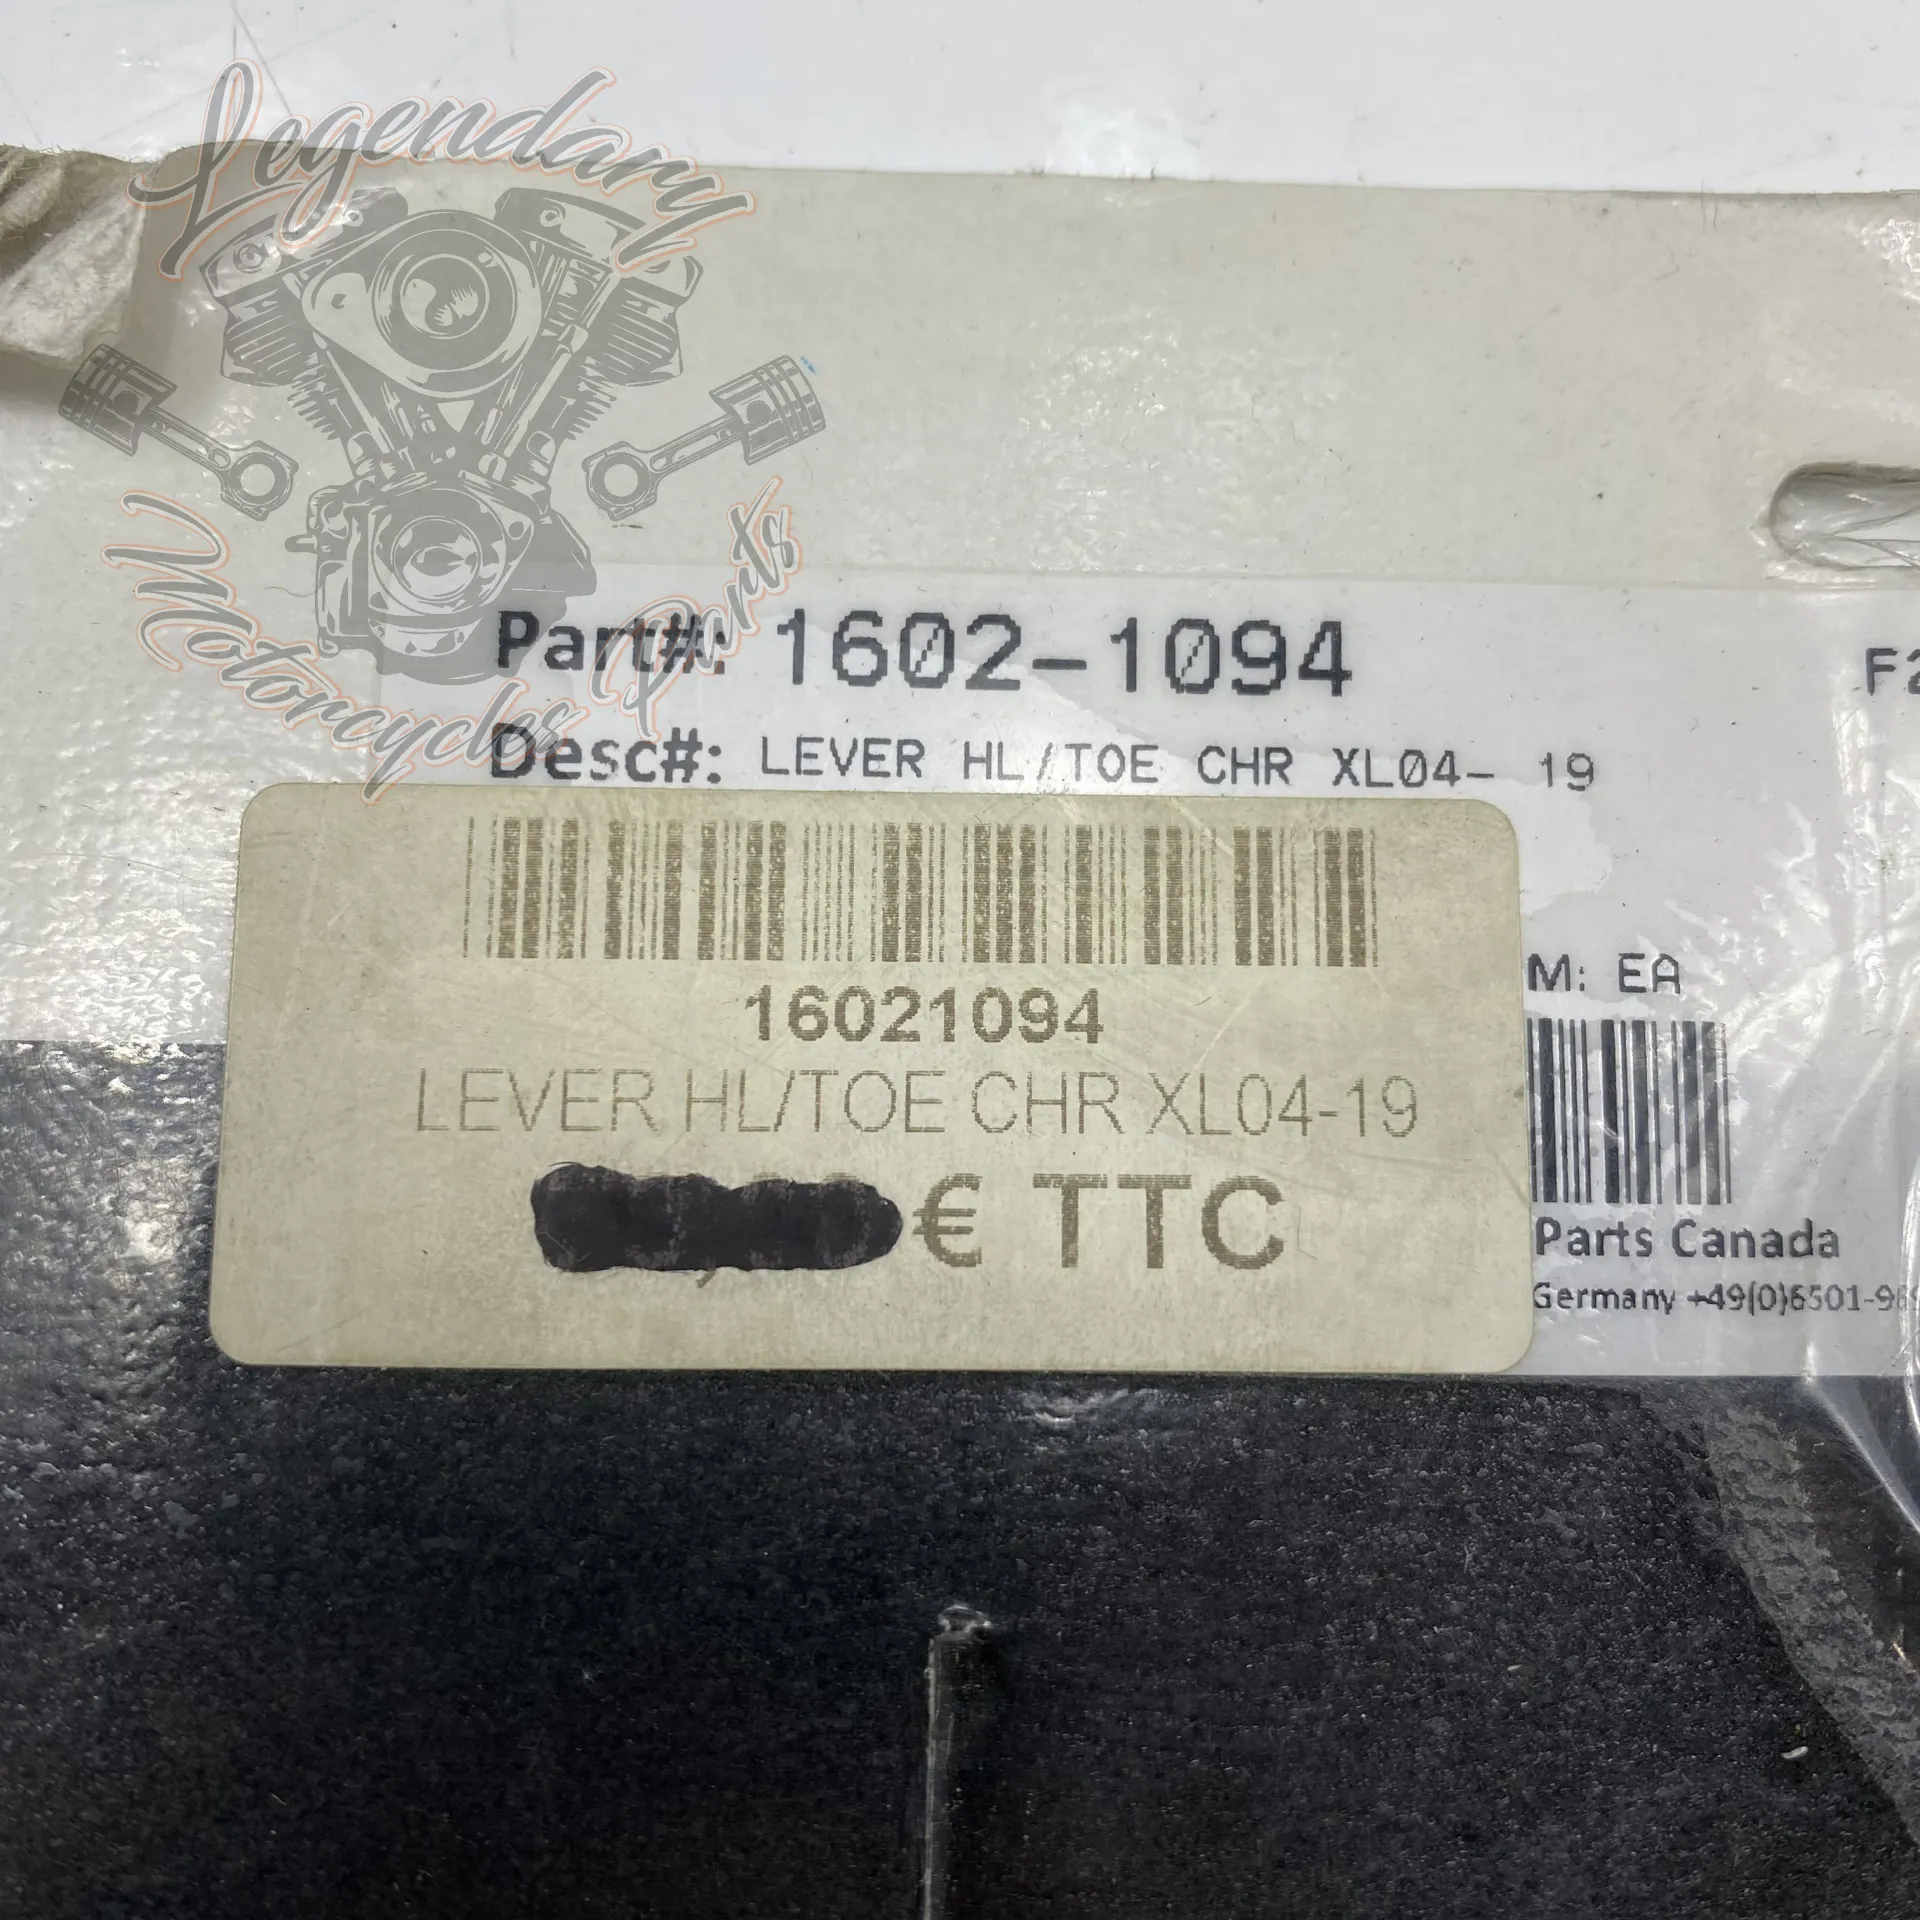 Legendary
Motorcycles Parts
Part#: 1602-1094
F2
Desc#: LEVER HL/TOE CHR XL04- 19
16021094
LEVER HL/TOE CHR XL04-19
€ TTC
M: EA
Parts Canada
Germany +49(0)6501-96